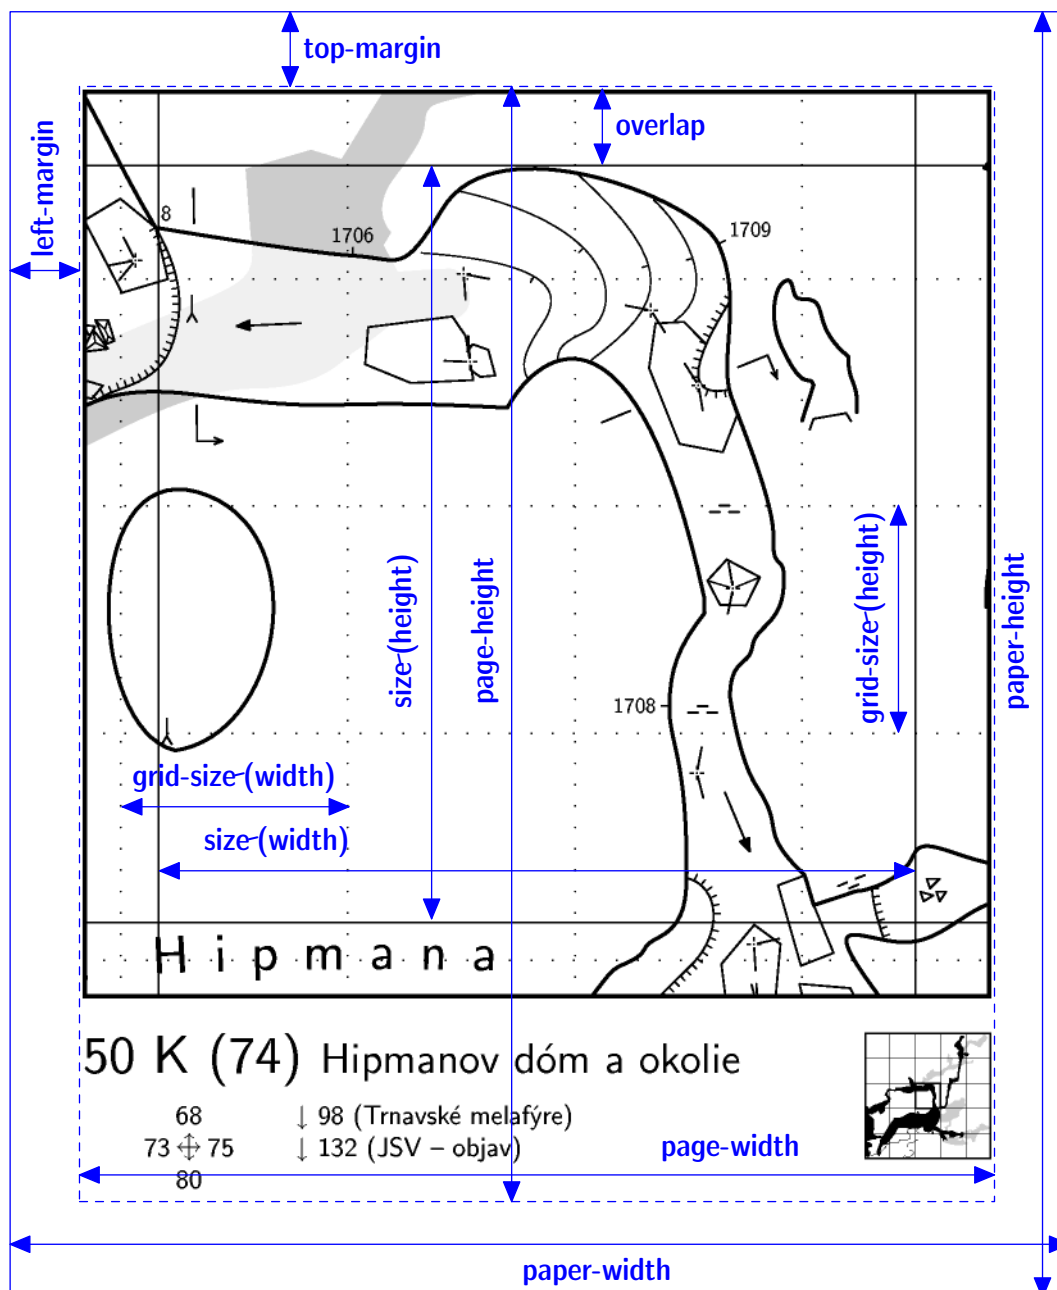 top-margin
overlap
left-margin
8
1706
1709
size (height)
page-height
grid-size (height)
paper-height
1708
grid-size (width)
size (width)
Hipmana
50 K (74) Hipmanov dóm a okolie
68 ↓ 98 (Trnavské melafýre)
73 75 ↓ 132 (JSV – objav)
80
page-width
paper-width